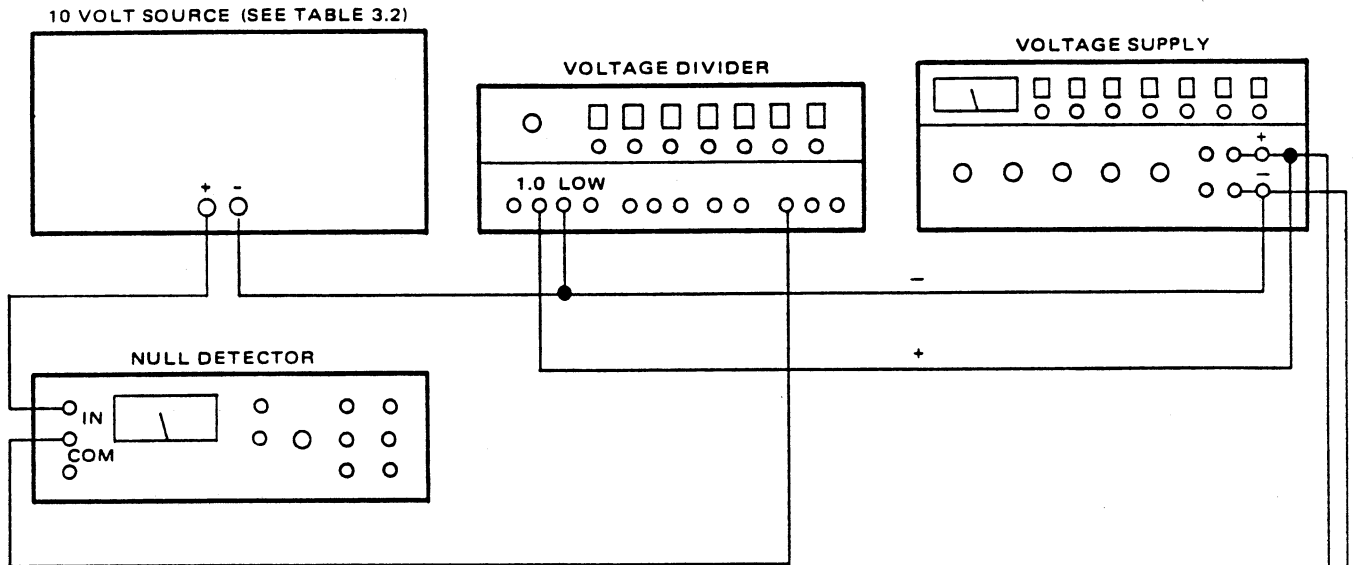 10 VOLT SOURCE (SEE TABLE 3.2)
+ -
VOLTAGE DIVIDER
1.0 LOW
VOLTAGE SUPPLY
+
−
−
+
NULL DETECTOR
IN
COM